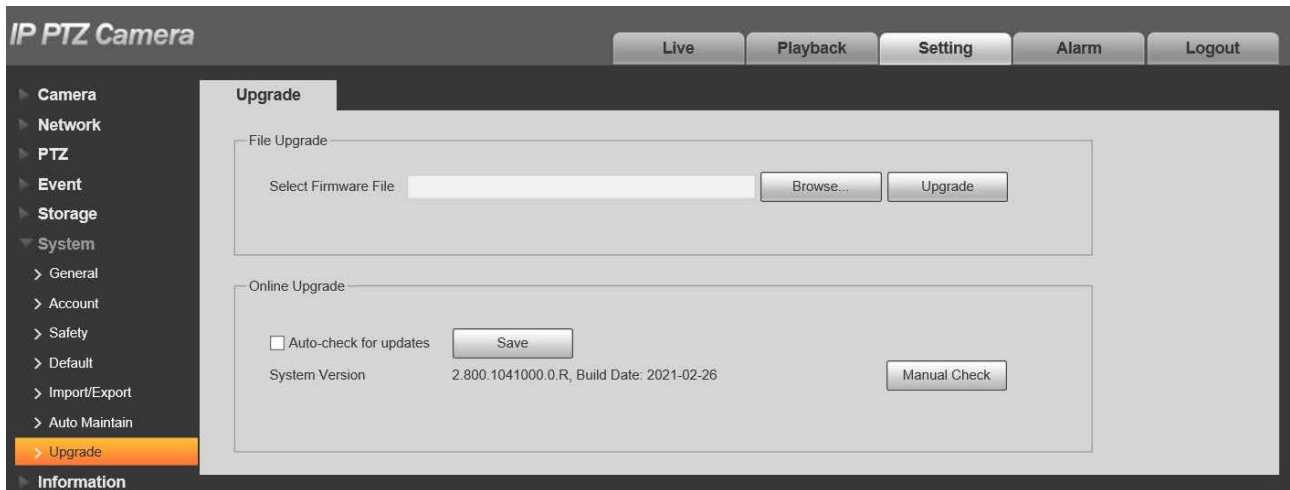 IP PTZ Camera
Live Playback Setting Alarm Logout
Camera
Network
PTZ
Event
Storage
System
General
Account
Safety
Default
Import/Export
Auto Maintain
Upgrade
Information
Upgrade
File Upgrade
Select Firmware File Browse... Upgrade
Online Upgrade
Auto-check for updates Save
System Version 2.800.1041000.0.R, Build Date: 2021-02-26 Manual Check